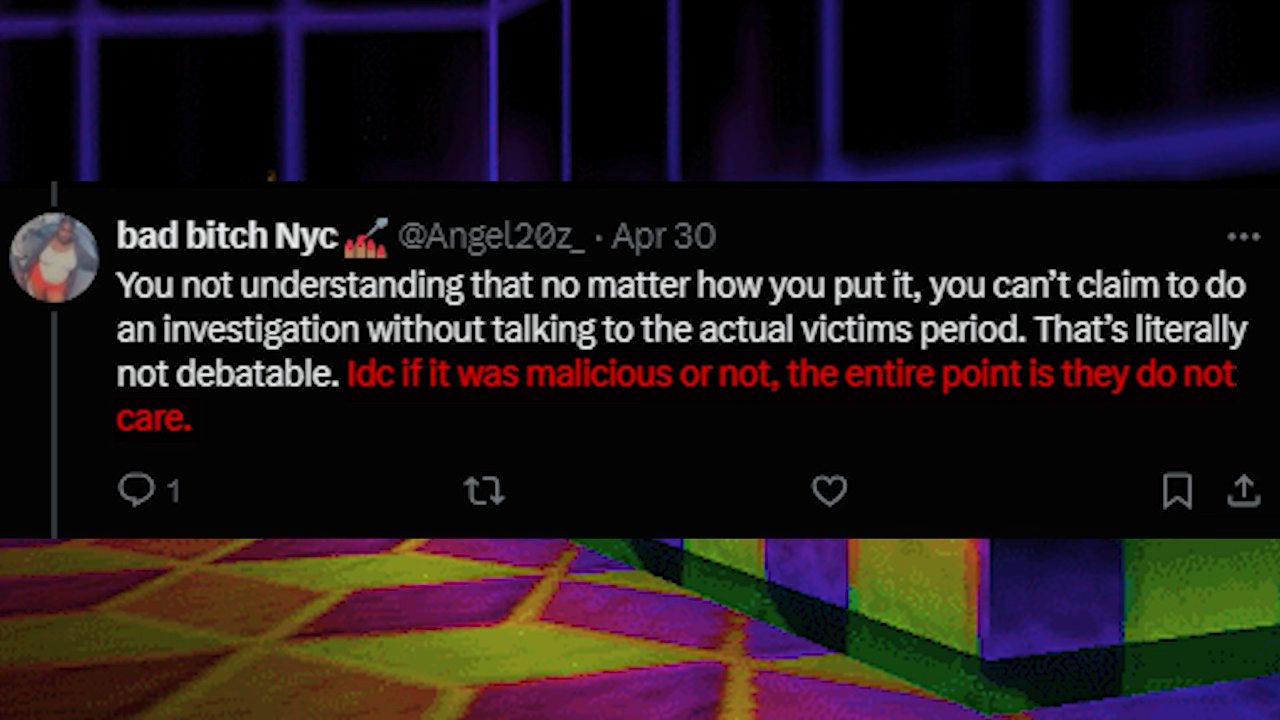 bad bitch Nyc 💅 @Angel20z_ · Apr 30
You not understanding that no matter how you put it, you can't claim to do
an investigation without talking to the actual victims period. That's literally
not debatable. Idc if it was malicious or not, the entire point is they do not
care.
1